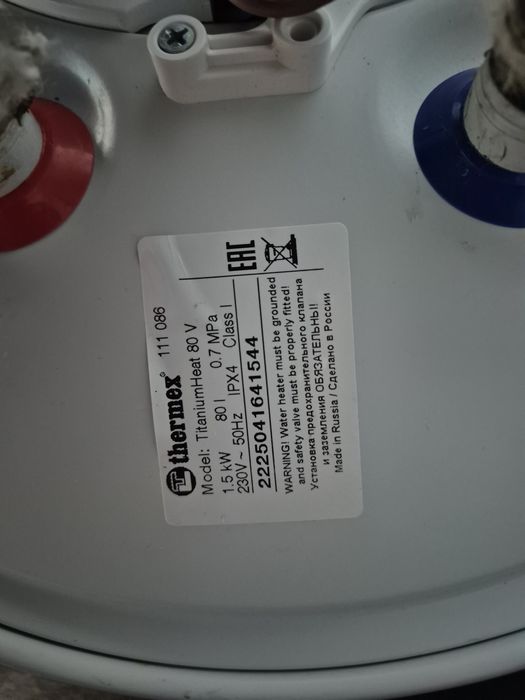 thermex 111 086
Model: TitaniumHeat 80 V
1.5 kW 80 l 0.7 MPa
230V ~ 50Hz IPX4 Class I
2225041641544
EAC
WARNING! Water heater must be grounded
and safety valve must be properly fitted!
Установка предохранительного клапана
и заземления ОБЯЗАТЕЛЬНЫ!
Made in Russia / Сделано в России